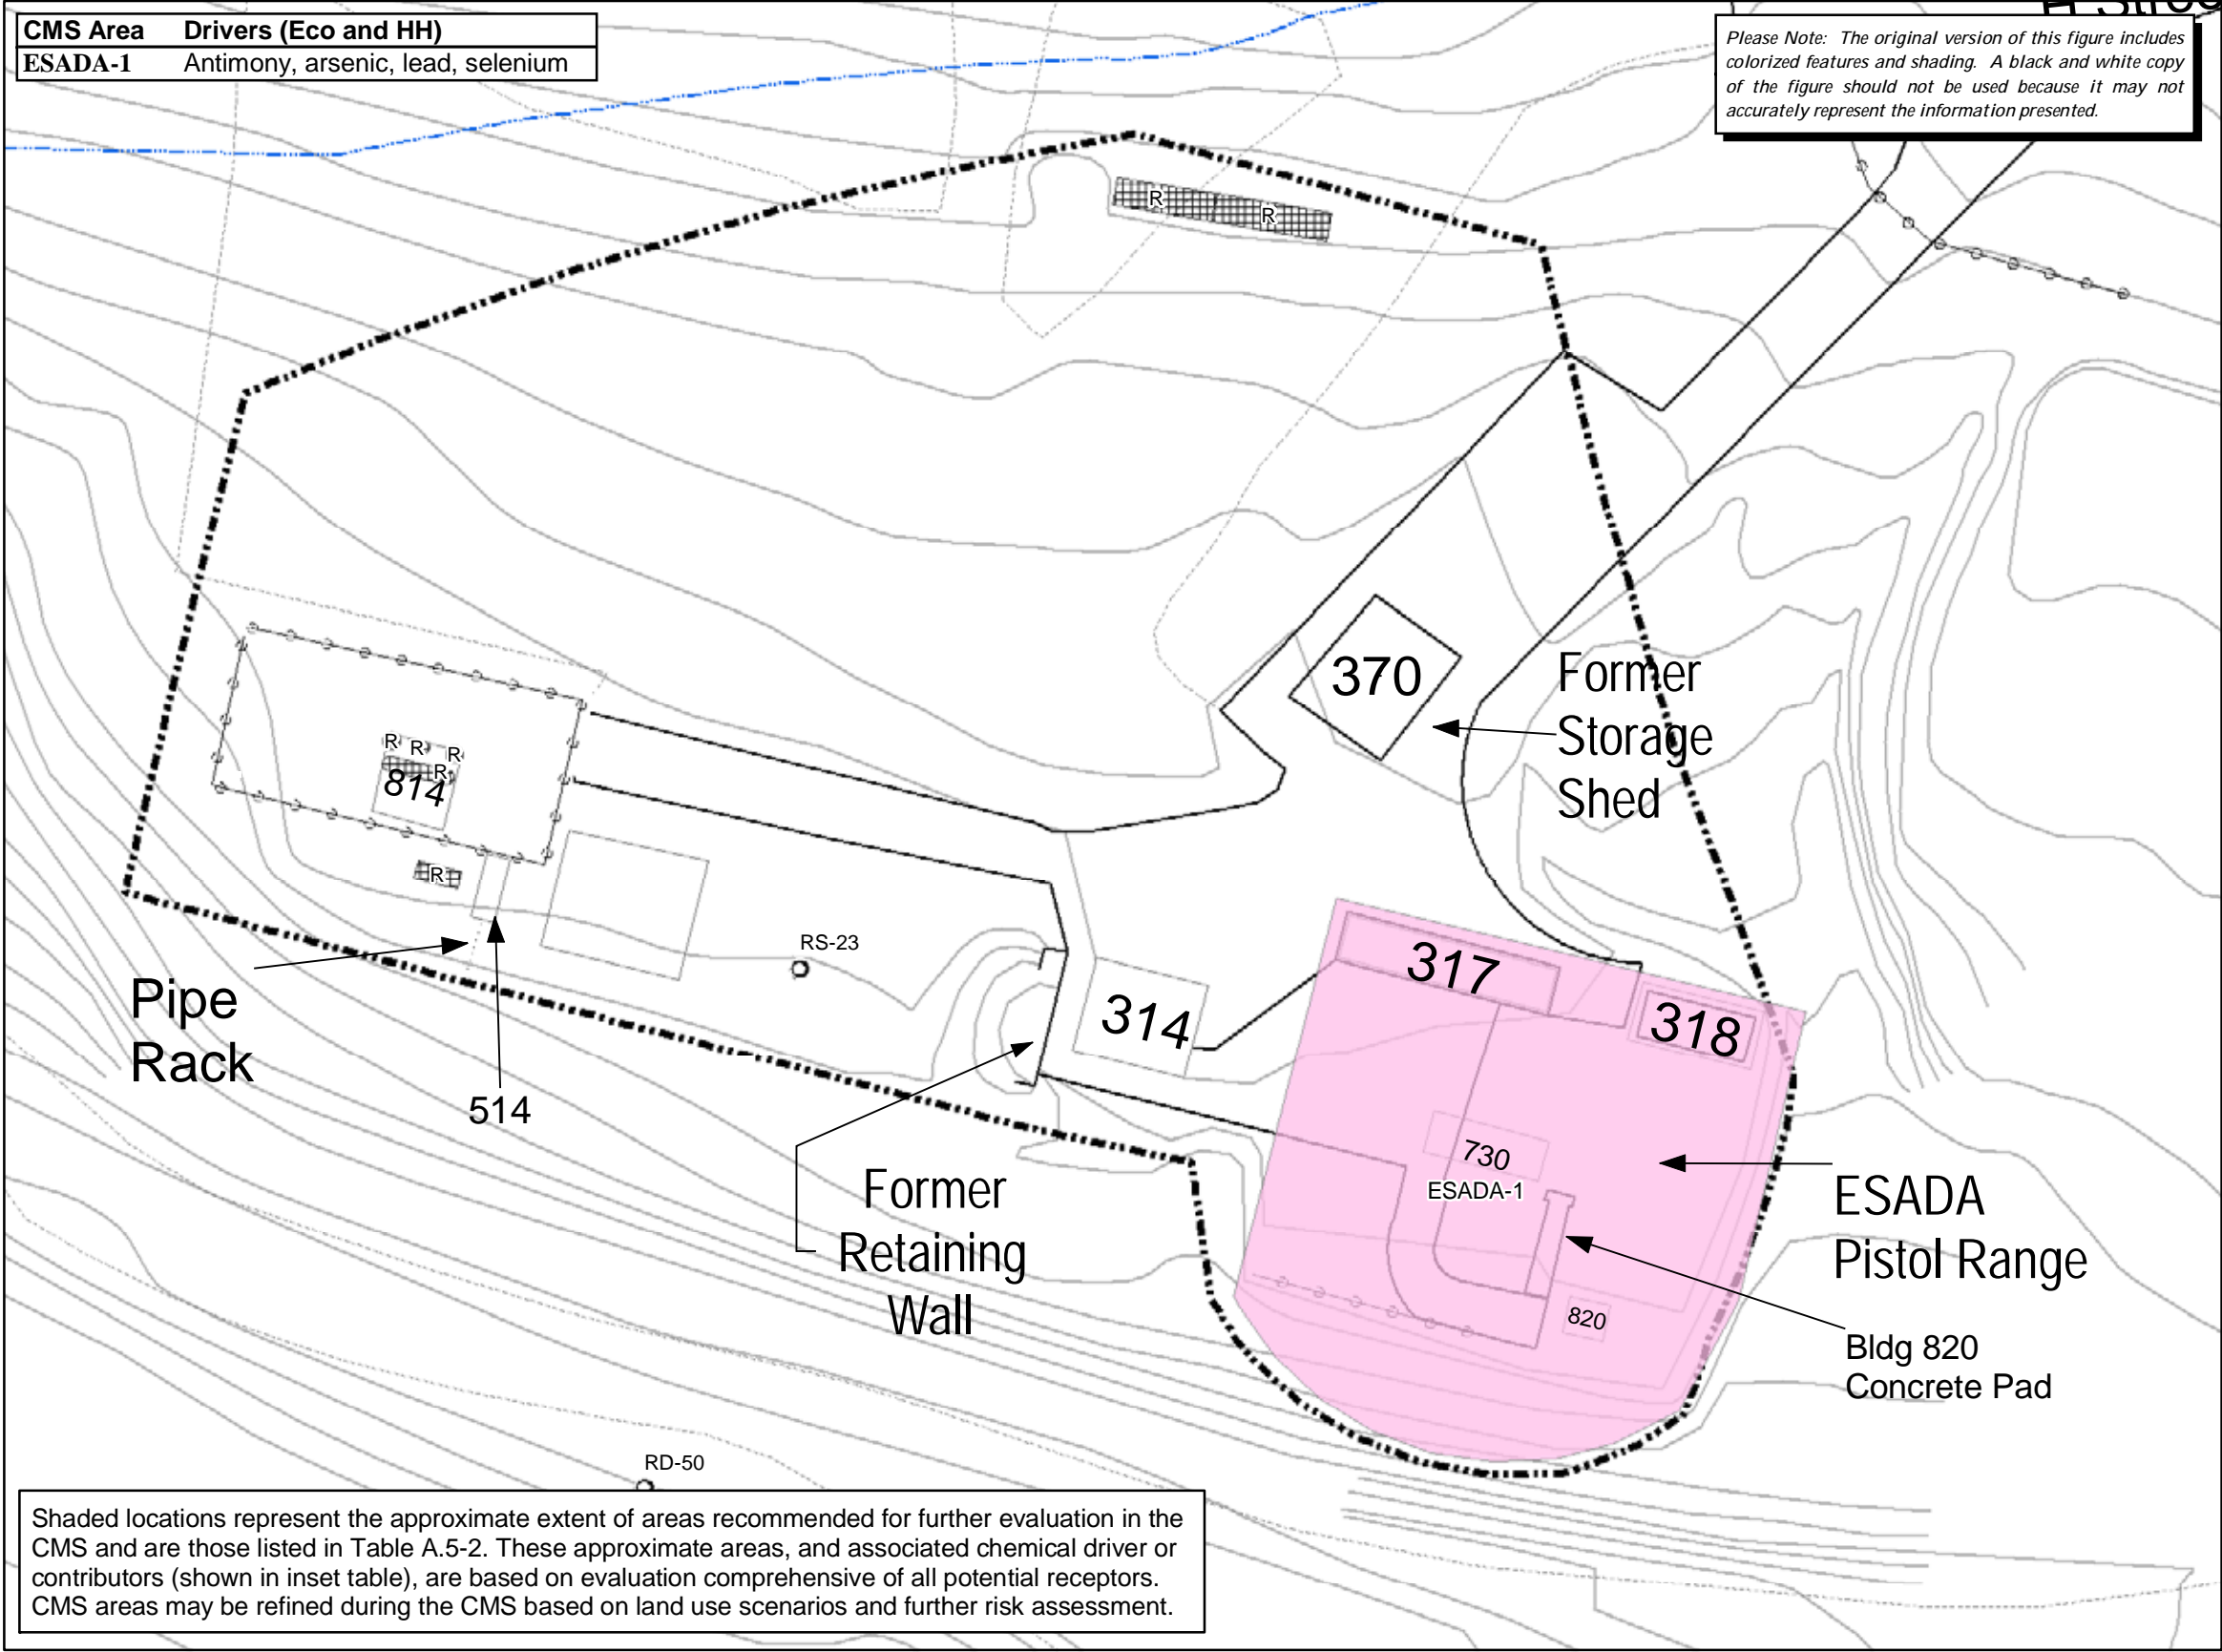 H Stree
CMS Area Drivers (Eco and HH)
ESADA-1 Antimony, arsenic, lead, selenium
Please Note: The original version of this figure includes
colorized features and shading. A black and white copy
of the figure should not be used because it may not
accurately represent the information presented.
R
R
370
Former
Storage
Shed
R R R
R
814
R
RS-23
317
314
318
Pipe
Rack
514
730
ESADA-1
Former
Retaining
Wall
ESADA
Pistol Range
820
Bldg 820
Concrete Pad
RD-50
Shaded locations represent the approximate extent of areas recommended for further evaluation in the
CMS and are those listed in Table A.5-2. These approximate areas, and associated chemical driver or
contributors (shown in inset table), are based on evaluation comprehensive of all potential receptors.
CMS areas may be refined during the CMS based on land use scenarios and further risk assessment.